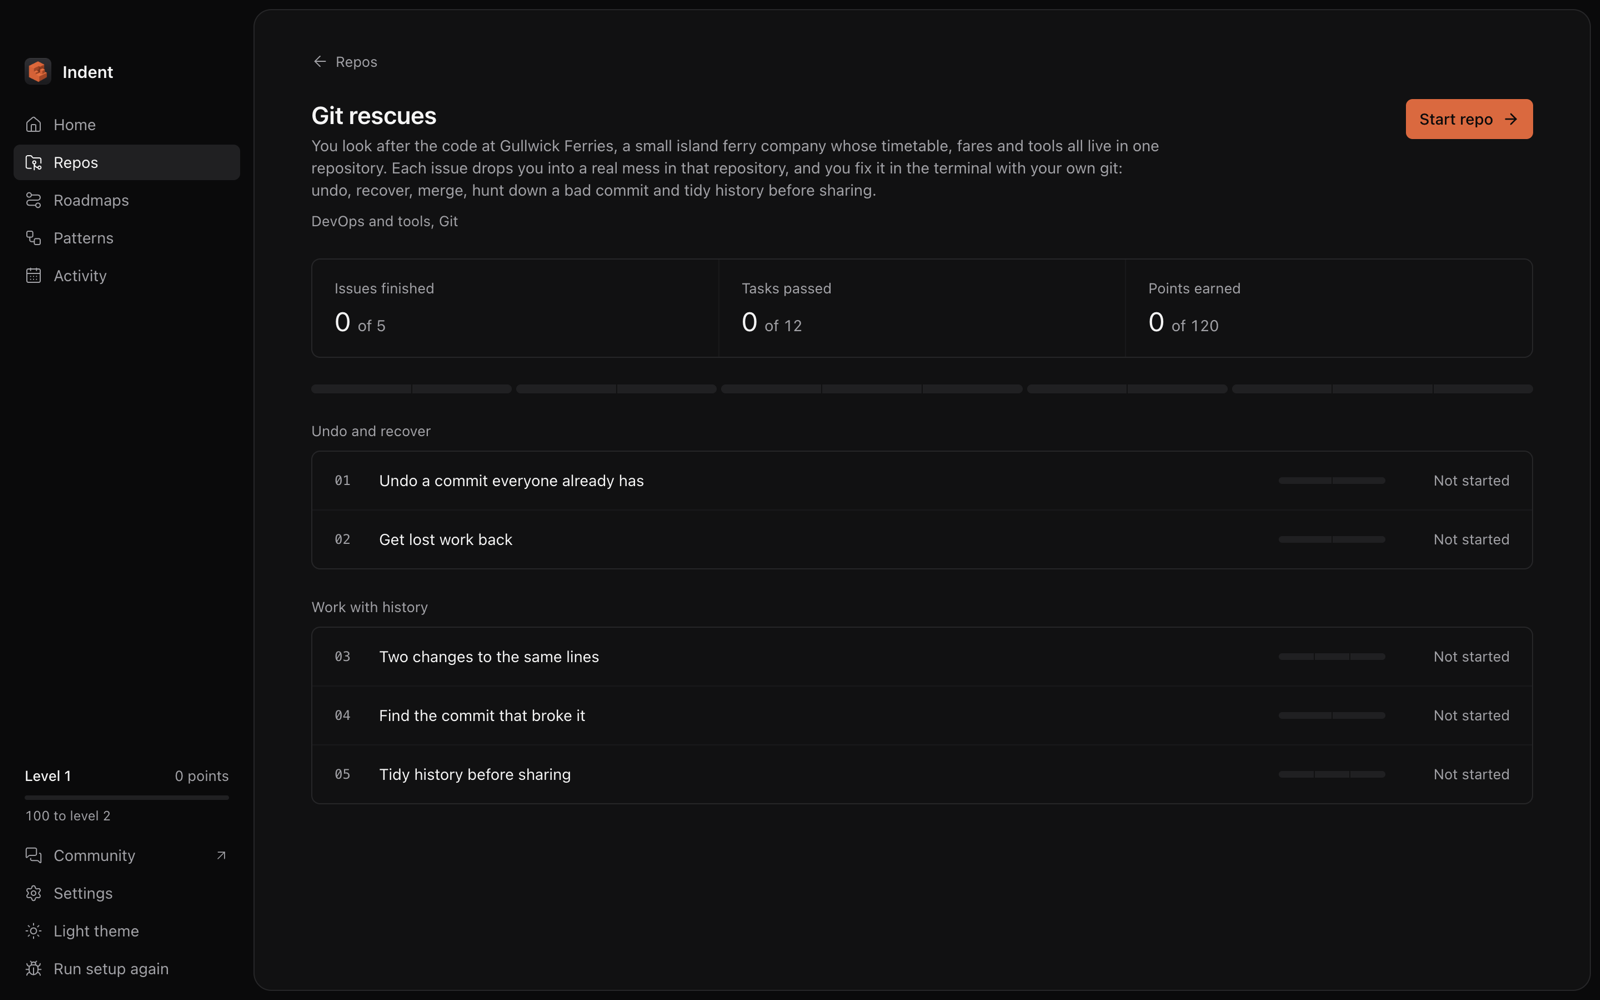 Indent
Home
Repos
Roadmaps
Patterns
Activity
Level 1
0 points
100 to level 2
Community
Settings
Light theme
Run setup again
Repos
Git rescues
Start repo
You look after the code at Gullwick Ferries, a small island ferry company whose timetable, fares and tools all live in one
repository. Each issue drops you into a real mess in that repository, and you fix it in the terminal with your own git:
undo, recover, merge, hunt down a bad commit and tidy history before sharing.
DevOps and tools, Git
Issues finished
0 of 5
Tasks passed
0 of 12
Points earned
0 of 120
Undo and recover
01 Undo a commit everyone already has Not started
02 Get lost work back Not started
Work with history
03 Two changes to the same lines Not started
04 Find the commit that broke it Not started
05 Tidy history before sharing Not started